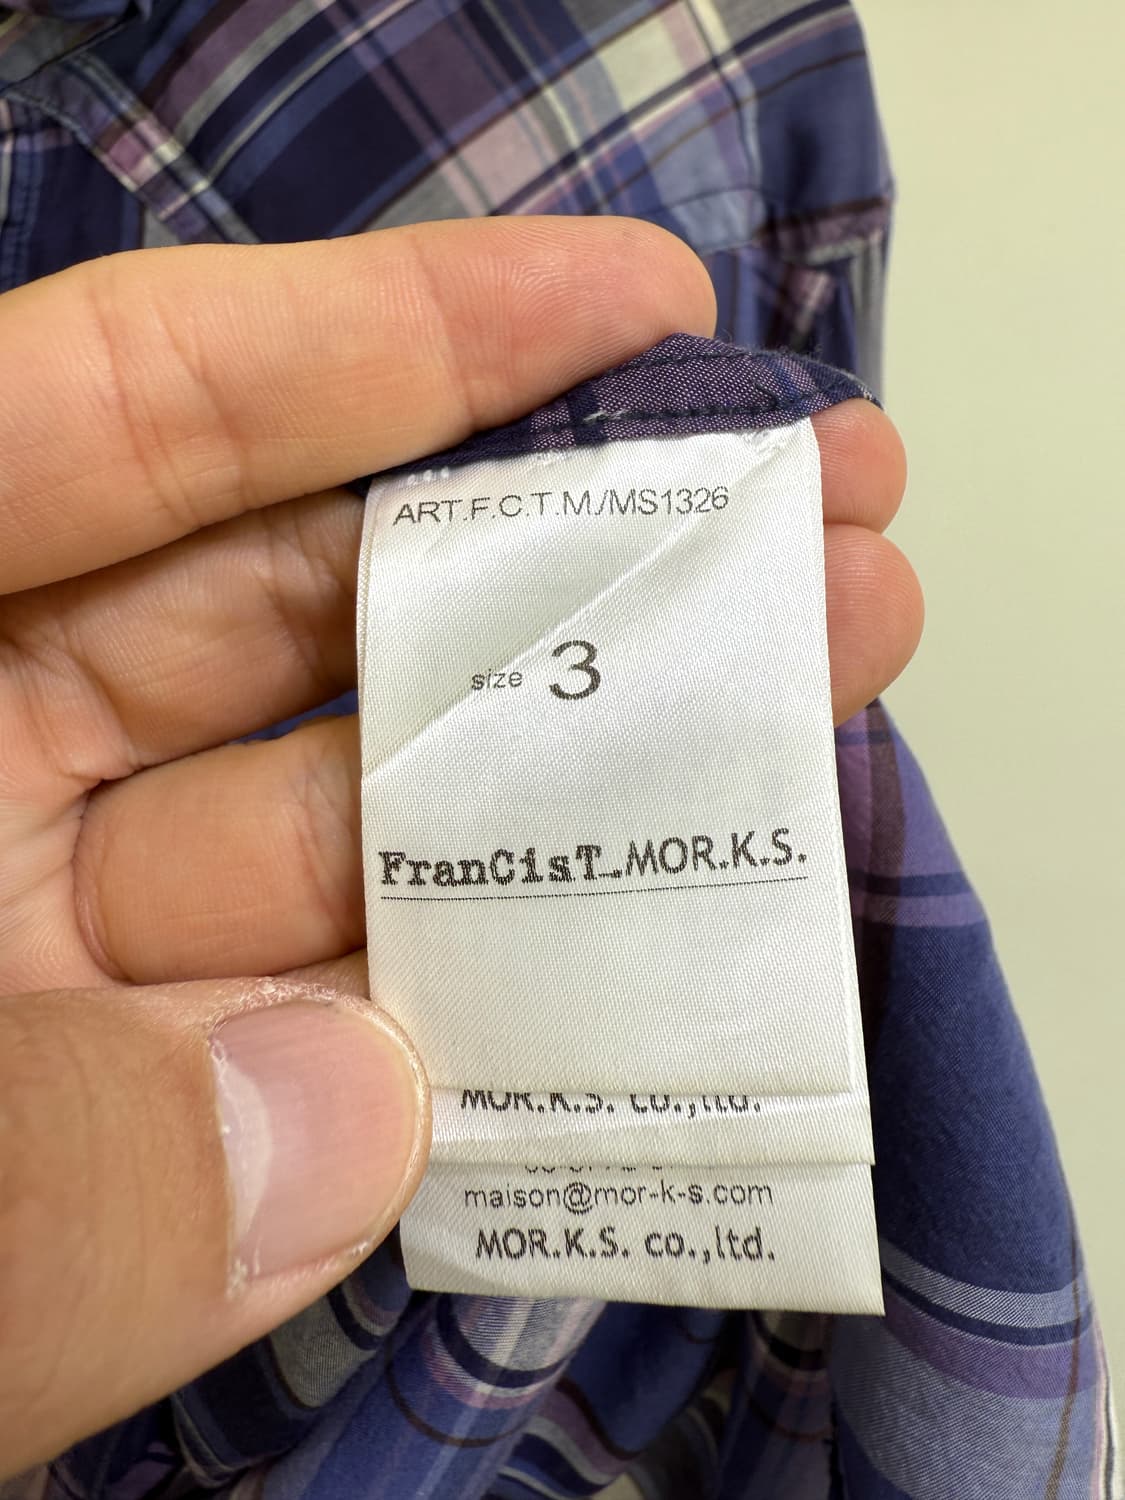 ART.F.C.T.M./MS1326
size 3
FranCisT_MOR.K.S.
MOR.K.S. co.,ltd.
maison@mor-k-s.com
MOR.K.S. co.,ltd.